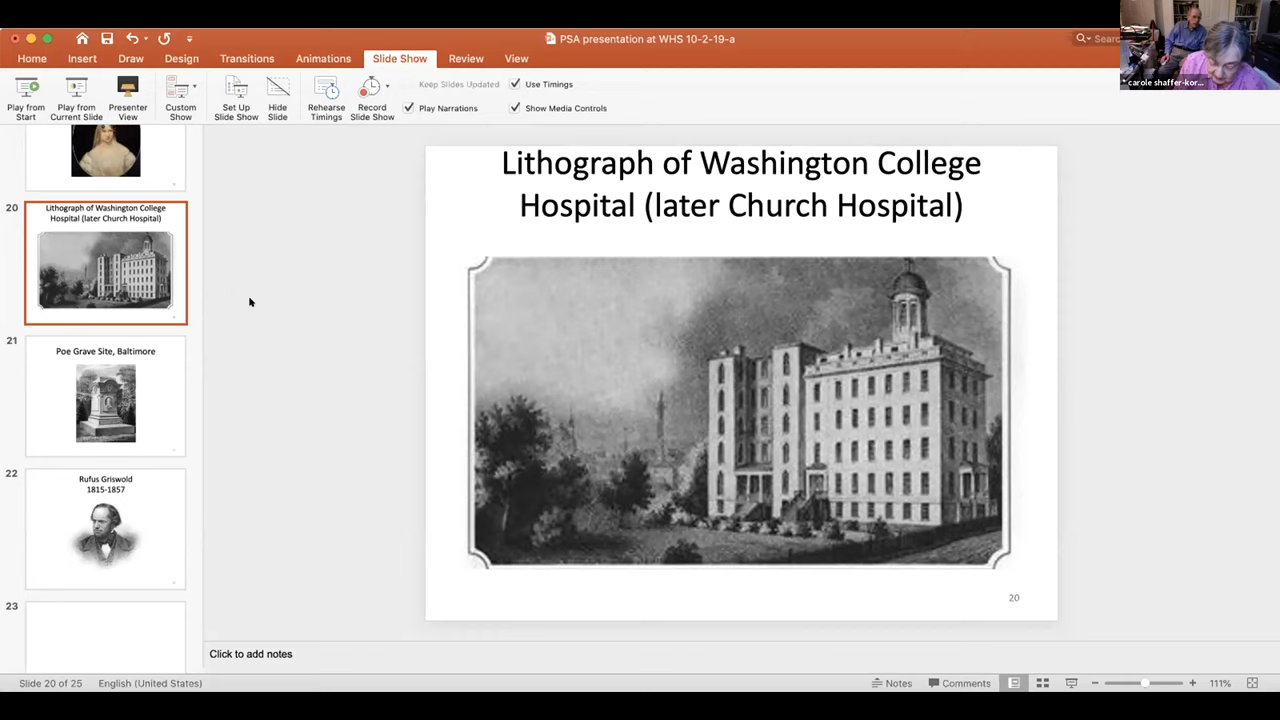 PSA presentation at WHS 10-2-19-a
Home Insert Draw Design Transitions Animations Slide Show Review View
Play from Start
Play from Current Slide
Presenter View
Custom Show
Set Up Slide Show
Hide Slide
Rehearse Timings
Record Slide Show
Keep Slides Updated
Use Timings
Play Narrations
Show Media Controls
* carole shaffer-kor...
20
Lithograph of Washington College
Hospital (later Church Hospital)
21
Poe Grave Site, Baltimore
22
Rufus Griswold
1815-1857
23
Lithograph of Washington College
Hospital (later Church Hospital)
20
Click to add notes
Slide 20 of 25 English (United States) Notes Comments 111%